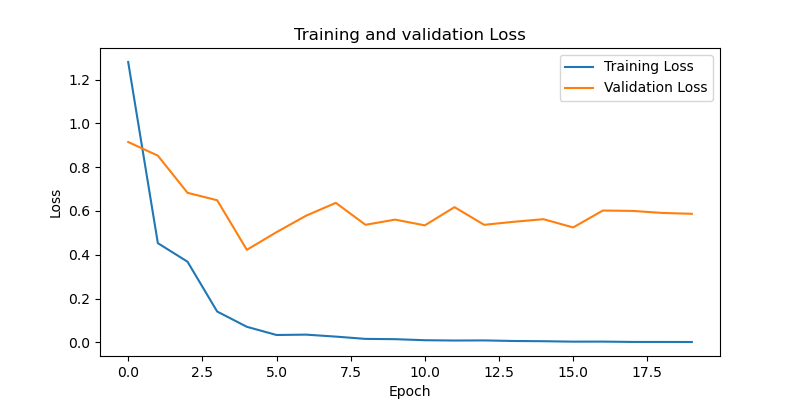 Training and validation Loss
Training Loss
Validation Loss
Loss
1.2
1.0
0.8
0.6
0.4
0.2
0.0
0.0 2.5 5.0 7.5 10.0 12.5 15.0 17.5
Epoch